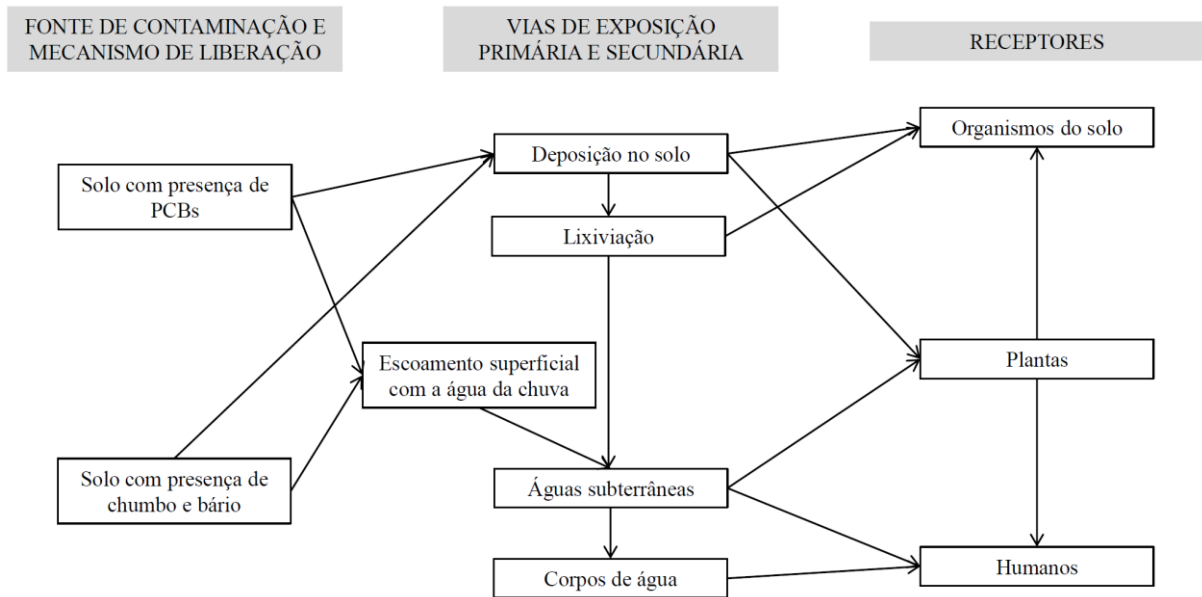 FONTE DE CONTAMINAÇÃO E
MECANISMO DE LIBERAÇÃO
VIAS DE EXPOSIÇÃO
PRIMÁRIA E SECUNDÁRIA
RECEPTORES
Solo com presença de
PCBs
Solo com presença de
chumbo e bário
Escoamento superficial
com a água da chuva
Deposição no solo
Lixiviação
Águas subterrâneas
Corpos de água
Organismos do solo
Plantas
Humanos